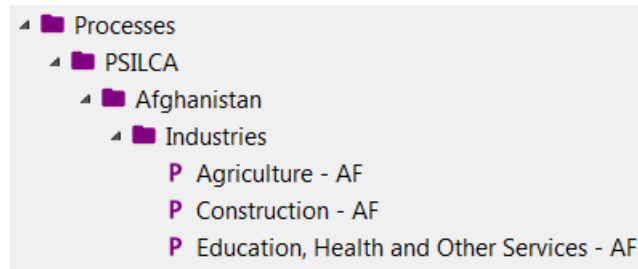 Processes
PSILCA
Afghanistan
Industries
P Agriculture - AF
P Construction - AF
P Education, Health and Other Services - AF